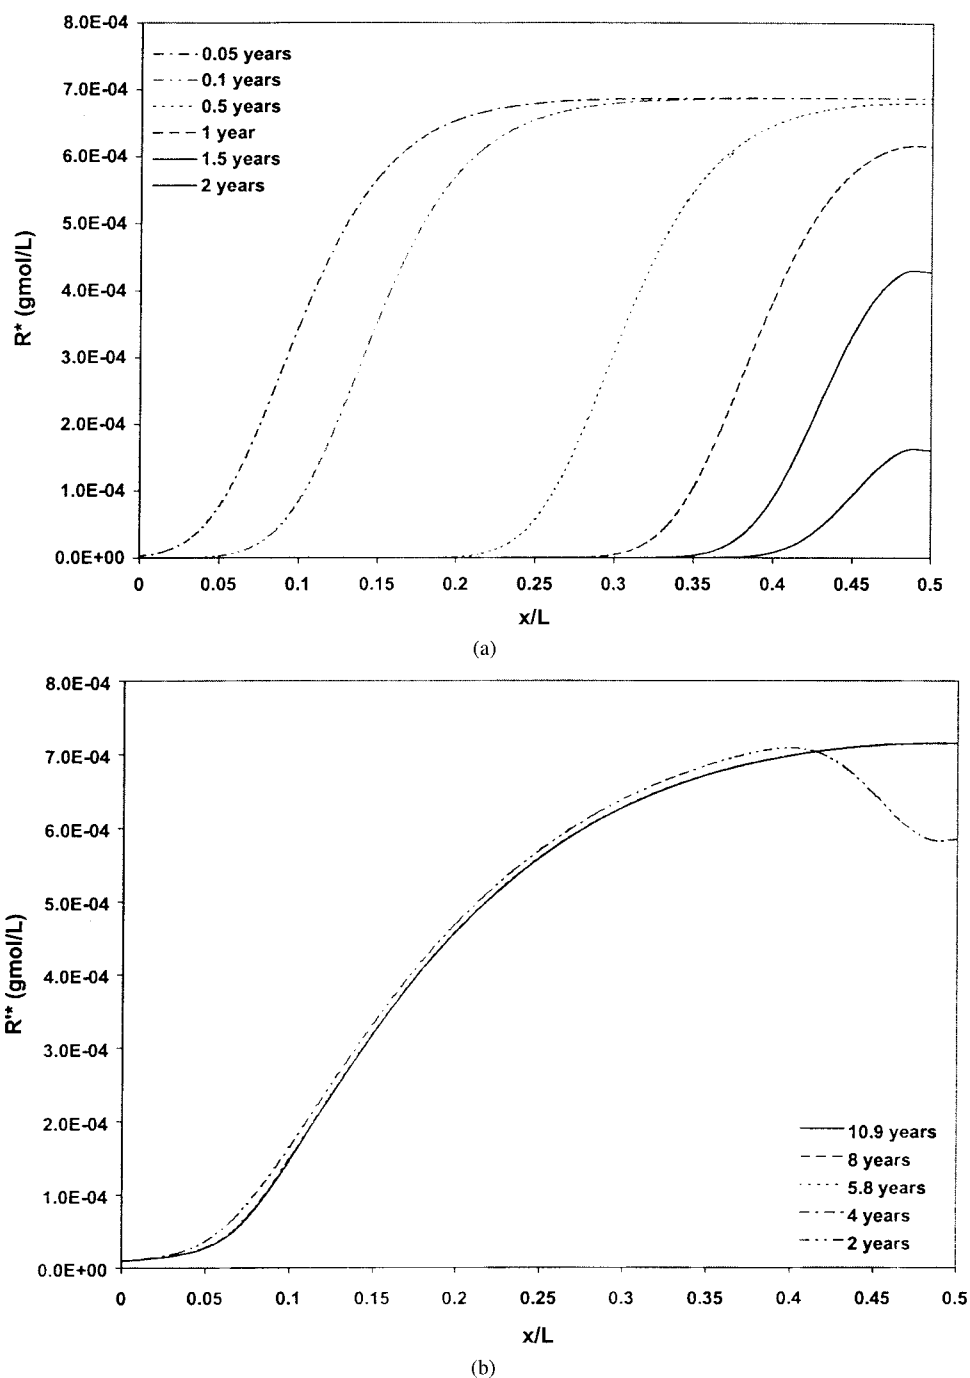 8.0E-04
7.0E-04
6.0E-04
5.0E-04
4.0E-04
3.0E-04
2.0E-04
1.0E-04
0.0E+00
R* (gmol/L)
0.05 years
0.1 years
0.5 years
1 year
1.5 years
2 years
0 0.05 0.1 0.15 0.2 0.25 0.3 0.35 0.4 0.45 0.5
x/L
(a)
8.0E-04
7.0E-04
6.0E-04
5.0E-04
4.0E-04
3.0E-04
2.0E-04
1.0E-04
0.0E+00
R'* (gmol/L)
10.9 years
8 years
5.8 years
4 years
2 years
0 0.05 0.1 0.15 0.2 0.25 0.3 0.35 0.4 0.45 0.5
x/L
(b)